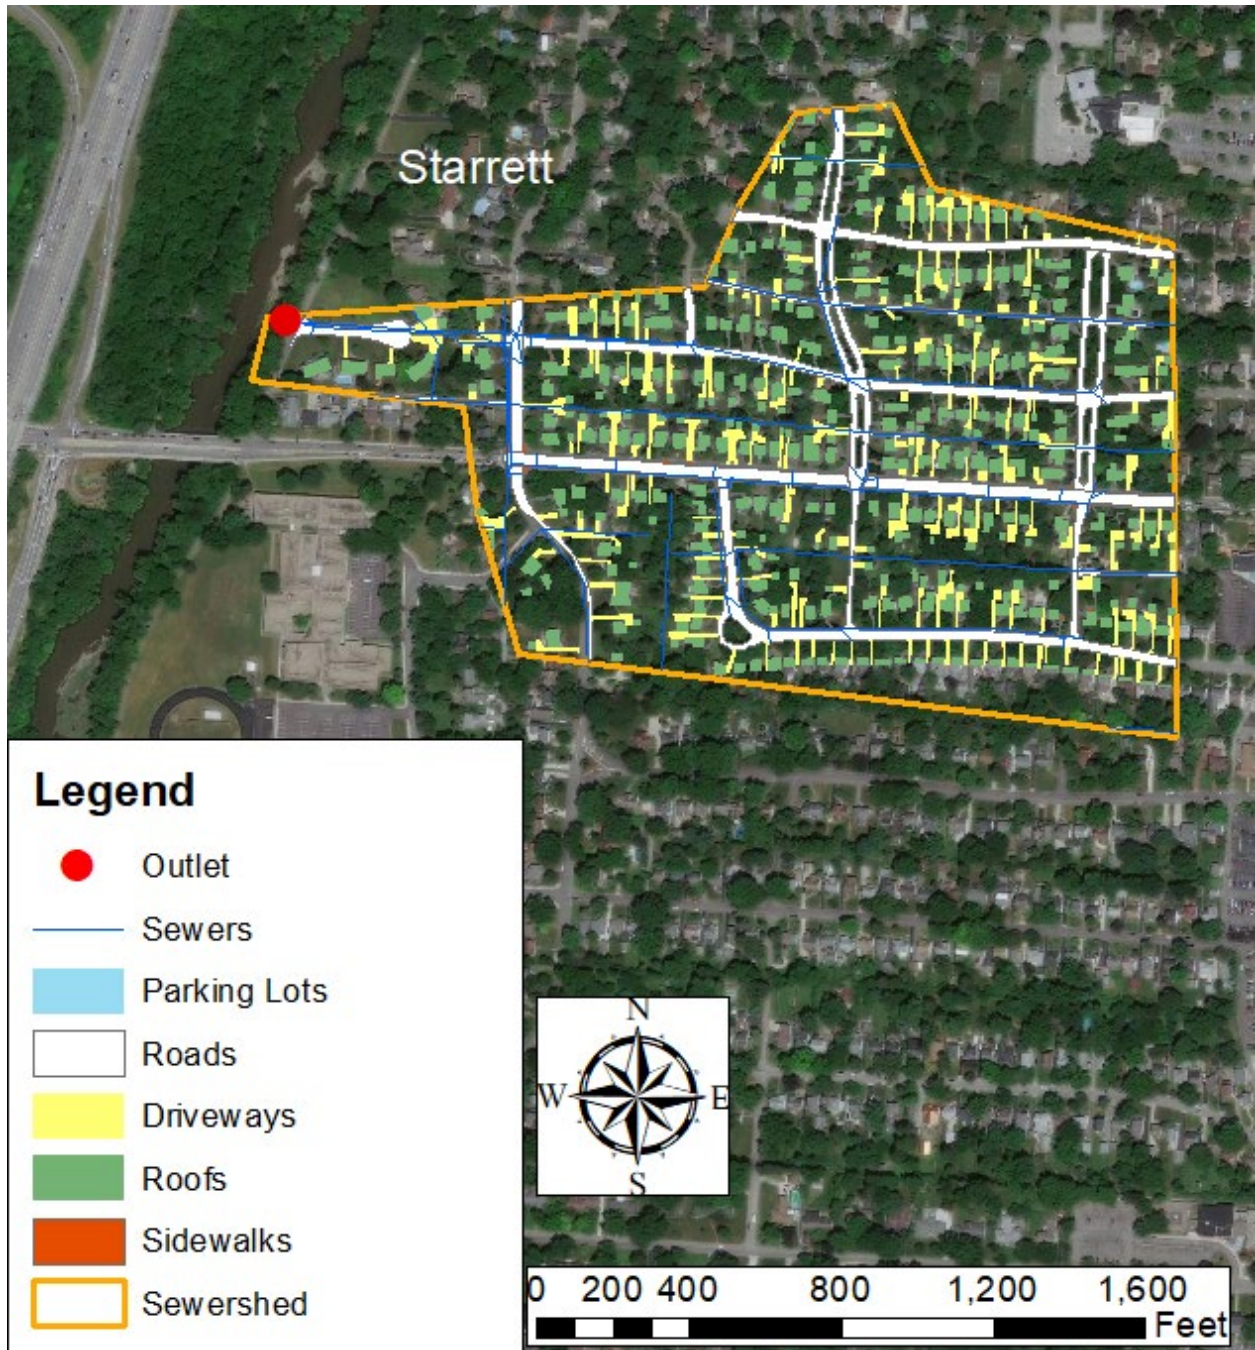 Starrett
Legend
Outlet
Sewers
Parking Lots
Roads
Driveways
Roofs
Sidewalks
Sewershed
N
W E
S
0 200 400 800 1,200 1,600
Feet